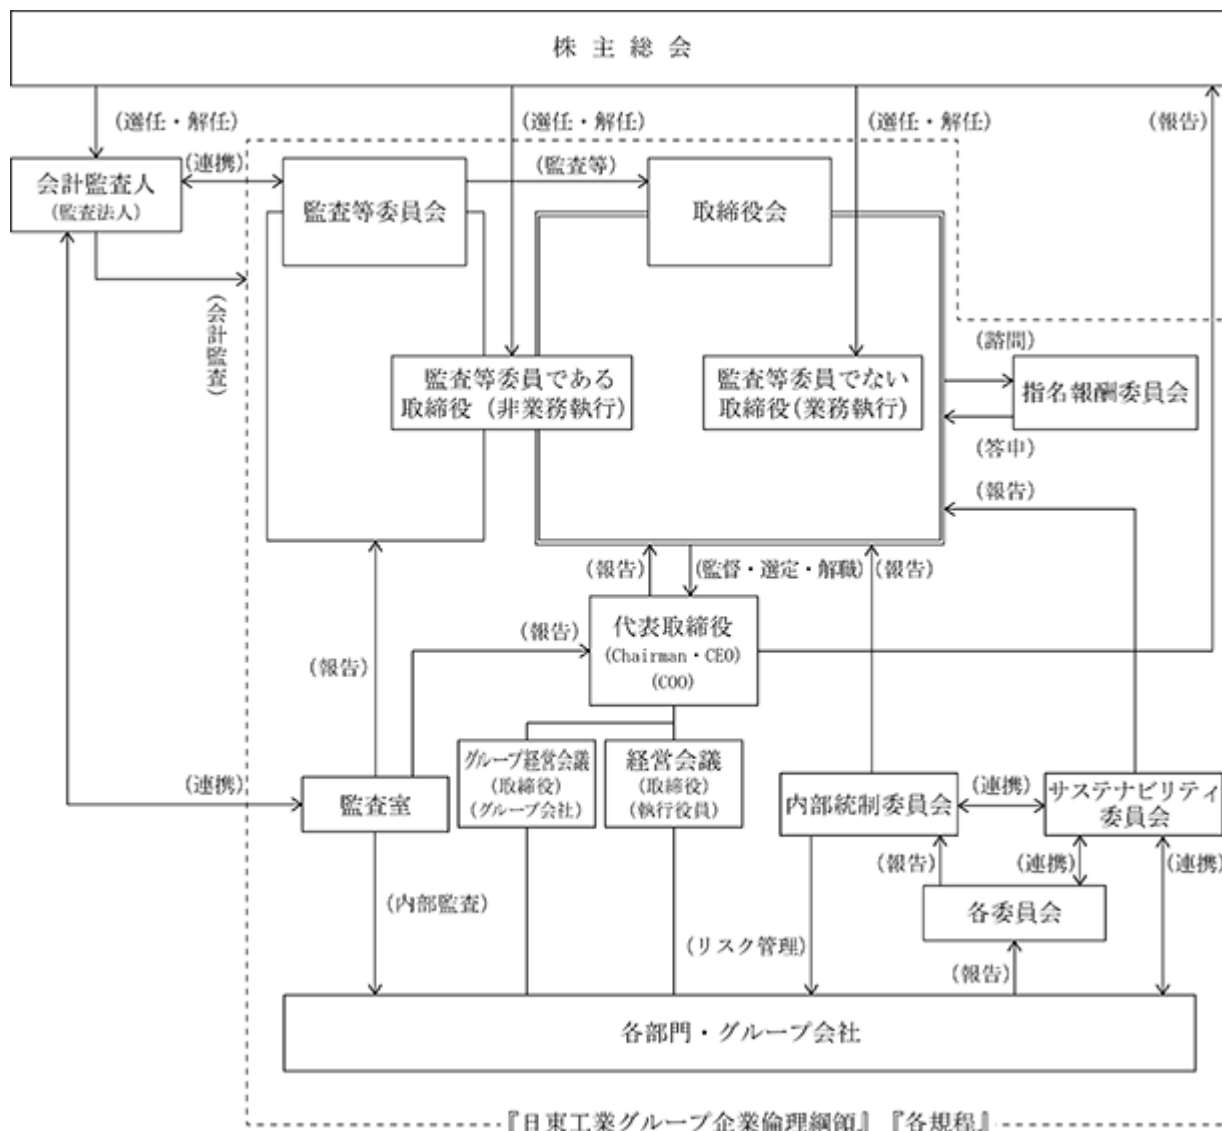 株主総会
(選任・解任)
(選任・解任)
(選任・解任)
(報告)
会計監査人
(監査法人)
(連携)
監査等委員会
(監査等)
取締役会
(会計監査)
監査等委員である
取締役(非業務執行)
監査等委員でない
取締役(業務執行)
(諮問)
指名報酬委員会
(答申)
(報告)
(報告)
(監督・選定・解職)
(報告)
代表取締役
(Chairman・CEO)
(COO)
(報告)
(報告)
グループ経営会議
(取締役)
(グループ会社)
経営会議
(取締役)
(執行役員)
(連携)
監査室
内部統制委員会
(連携)
サステナビリティ
委員会
(報告)
(連携)
(連携)
各委員会
(内部監査)
(リスク管理)
(報告)
各部門・グループ会社
『日東工業グループ企業倫理綱領』『各規程』